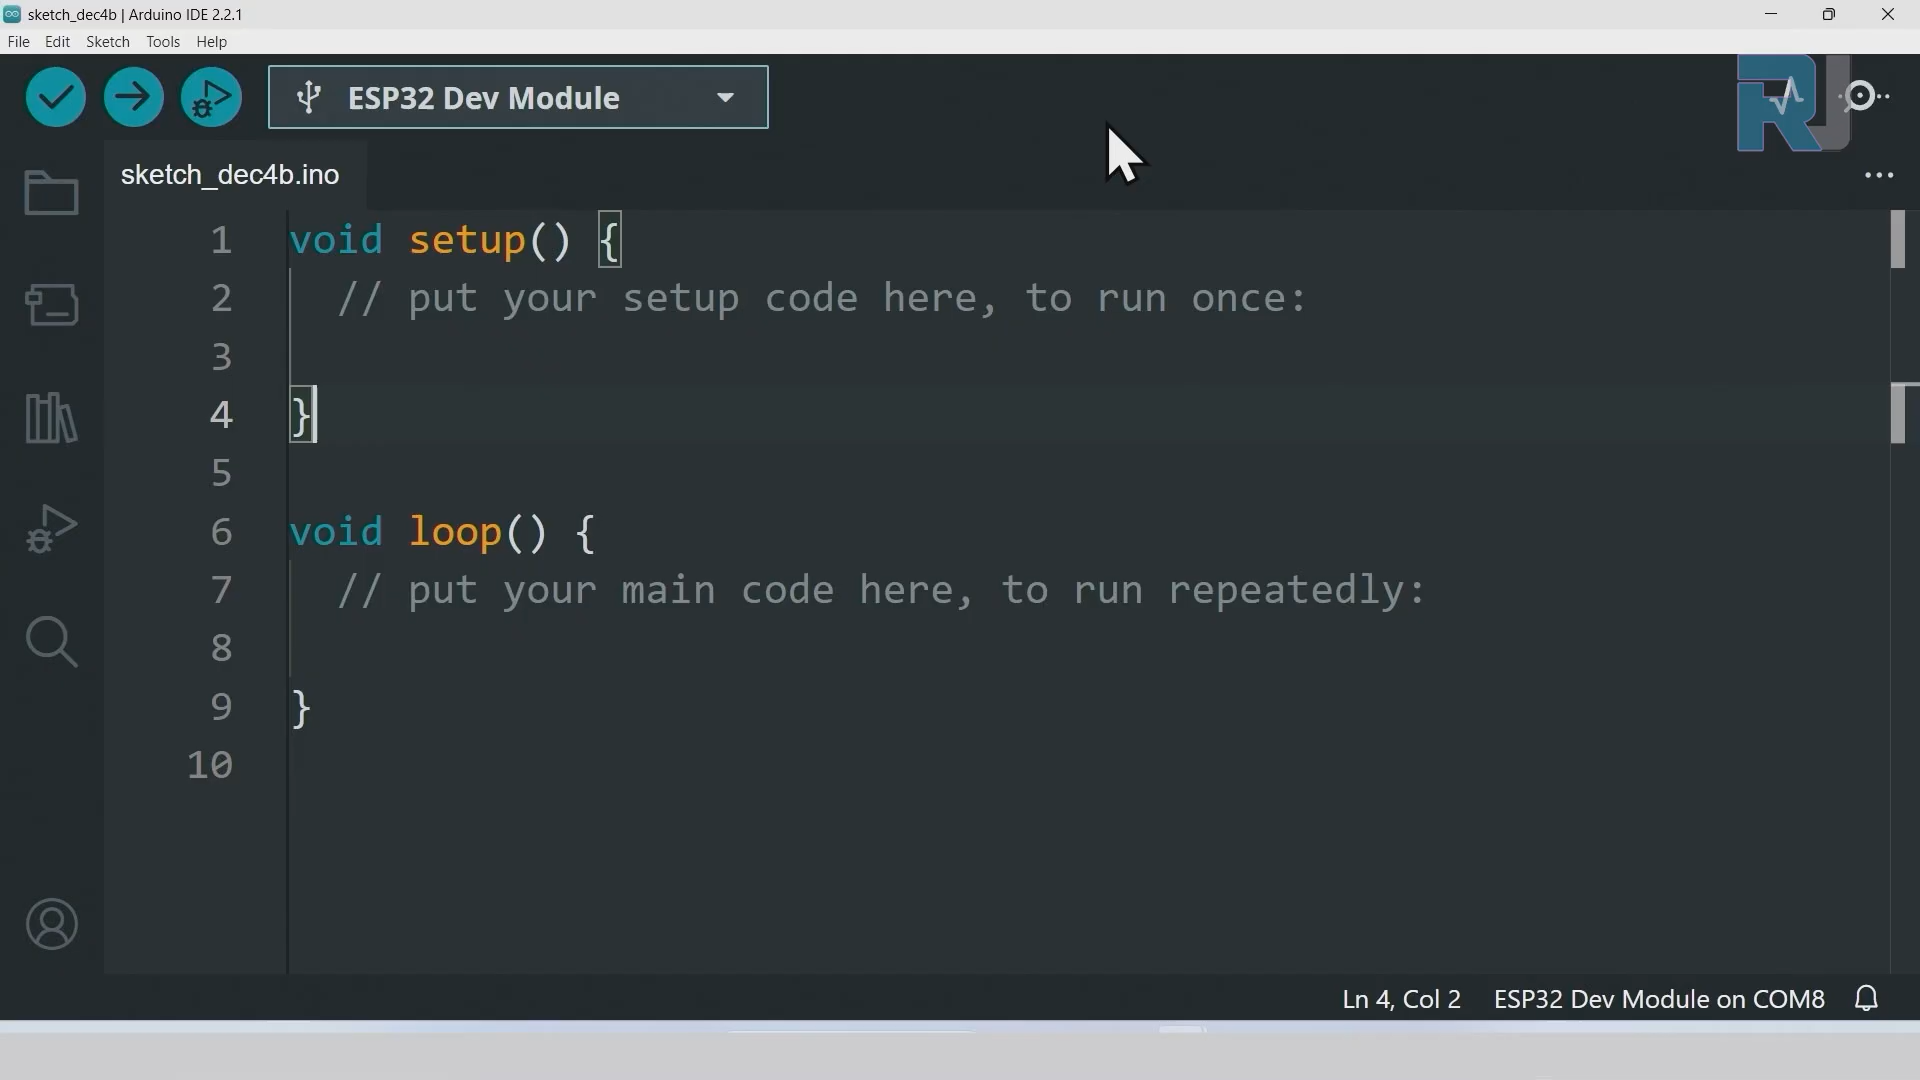 sketch_dec4b | Arduino IDE 2.2.1
File Edit Sketch Tools Help
ESP32 Dev Module
RJ
sketch_dec4b.ino
1 void setup() {
2 // put your setup code here, to run once:
3
4 }
5
6 void loop() {
7 // put your main code here, to run repeatedly:
8
9 }
10
Ln 4, Col 2 ESP32 Dev Module on COM8